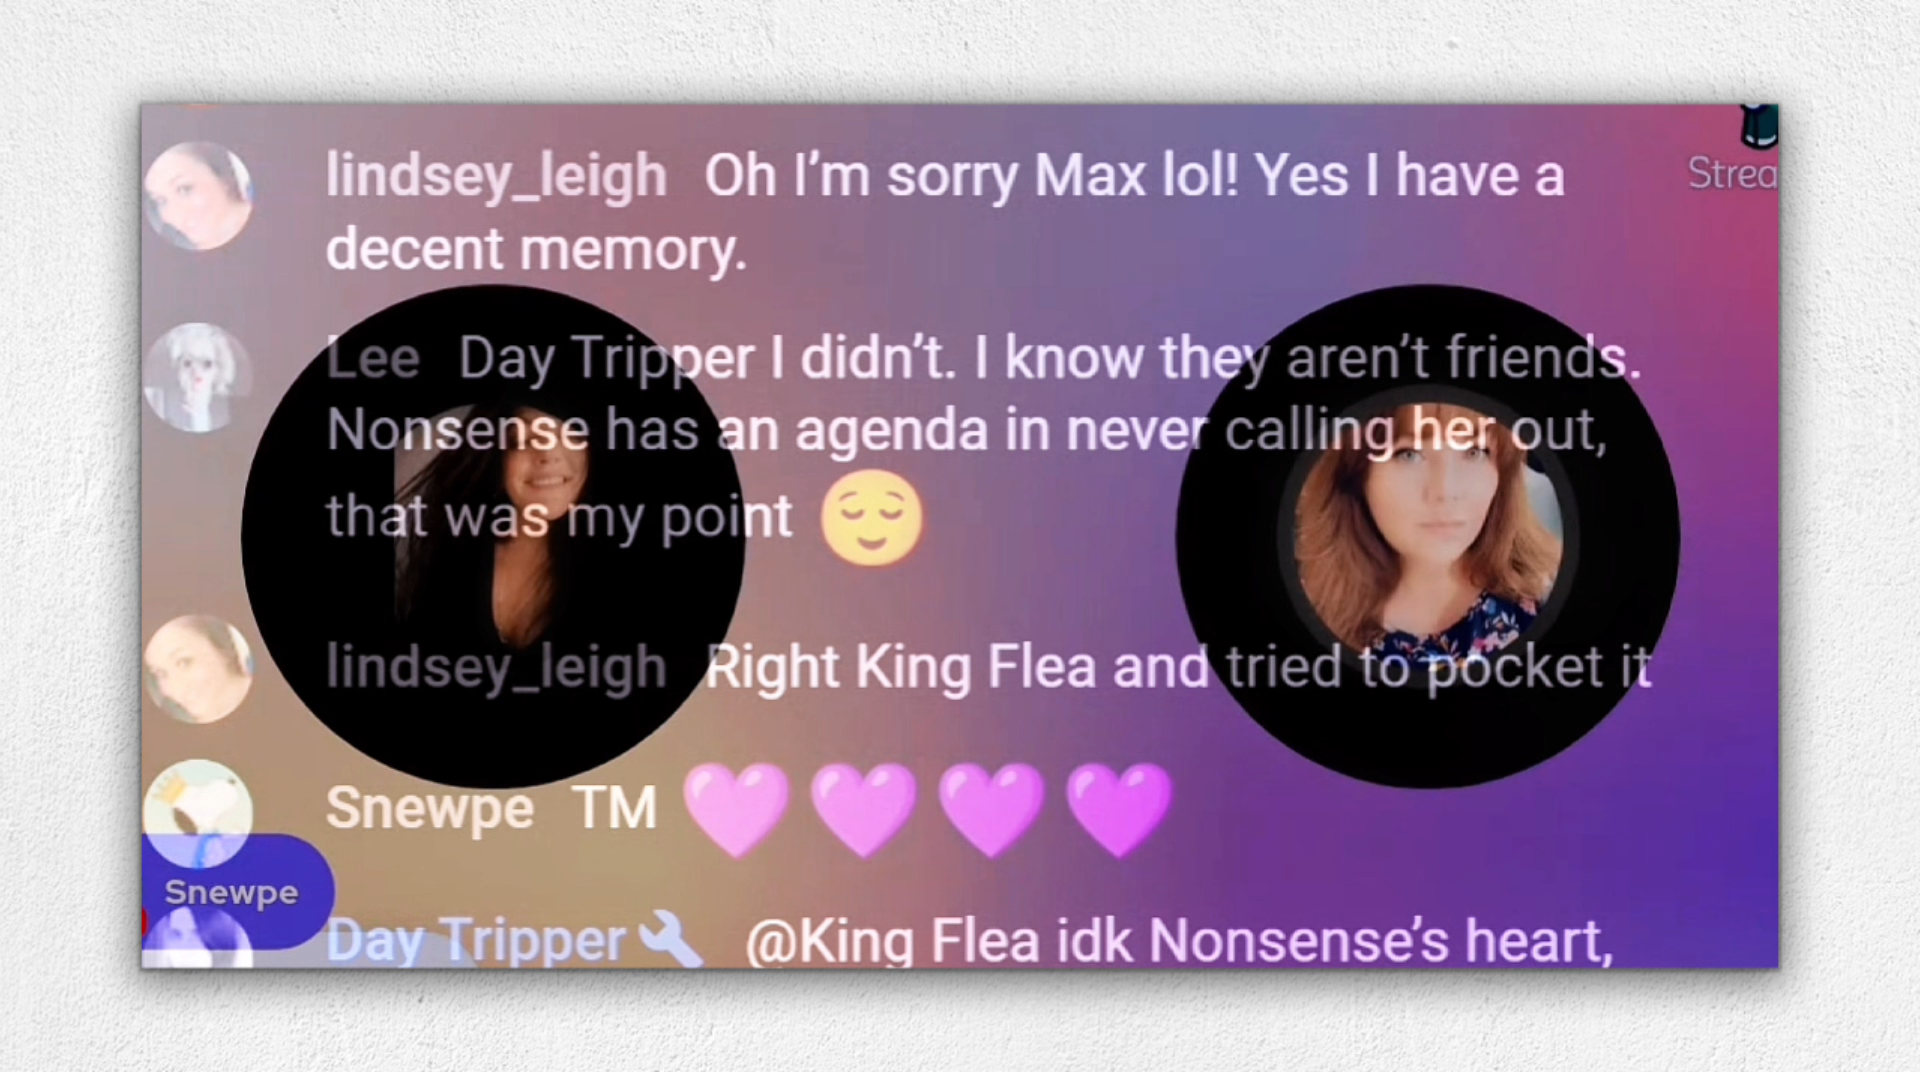 lindsey_leigh Oh I’m sorry Max lol! Yes I have a
decent memory.
Strea
Lee Day Tripper I didn’t. I know they aren’t friends.
Nonsense has an agenda in never calling her out,
that was my point
lindsey_leigh Right King Flea and tried to pocket it
Snewpe TM
Snewpe
Day Tripper @King Flea idk Nonsense’s heart,